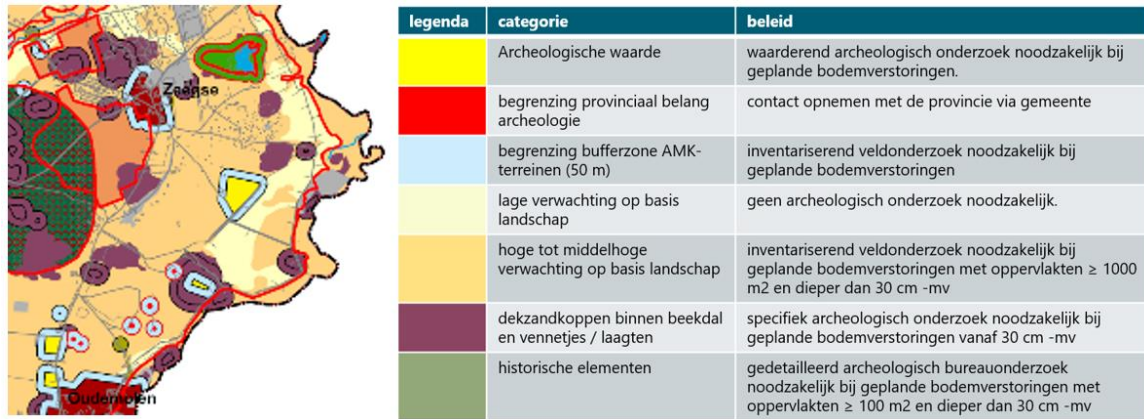 Zeegse
Oudemolen
legenda categorie beleid
Archeologische waarde
waarderend archeologisch onderzoek noodzakelijk bij
geplande bodemverstoringen.
begrenzing provinciaal belang
archeologie
contact opnemen met de provincie via gemeente
begrenzing bufferzone AMK-
terreinen (50 m)
inventariserend veldonderzoek noodzakelijk bij
geplande bodemverstoringen
lage verwachting op basis
landschap
geen archeologisch onderzoek noodzakelijk.
hoge tot middelhoge
verwachting op basis landschap
inventariserend veldonderzoek noodzakelijk bij
geplande bodemverstoringen met oppervlakten ≥ 1000
m2 en dieper dan 30 cm -mv
dekzandkoppen binnen beekdal
en vennetjes / laagten
specifiek archeologisch onderzoek noodzakelijk bij
geplande bodemverstoringen vanaf 30 cm -mv
historische elementen
gedetailleerd archeologisch bureauonderzoek
noodzakelijk bij geplande bodemverstoringen met
oppervlakten ≥ 100 m2 en dieper dan 30 cm -mv